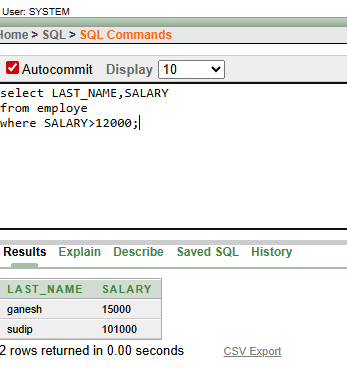 User: SYSTEM
Home > SQL > SQL Commands
Autocommit Display 10
select LAST_NAME,SALARY
from employe
where SALARY>12000;
Results Explain Describe Saved SQL History
LAST_NAME SALARY
ganesh 15000
sudip 101000
2 rows returned in 0.00 seconds CSV Export